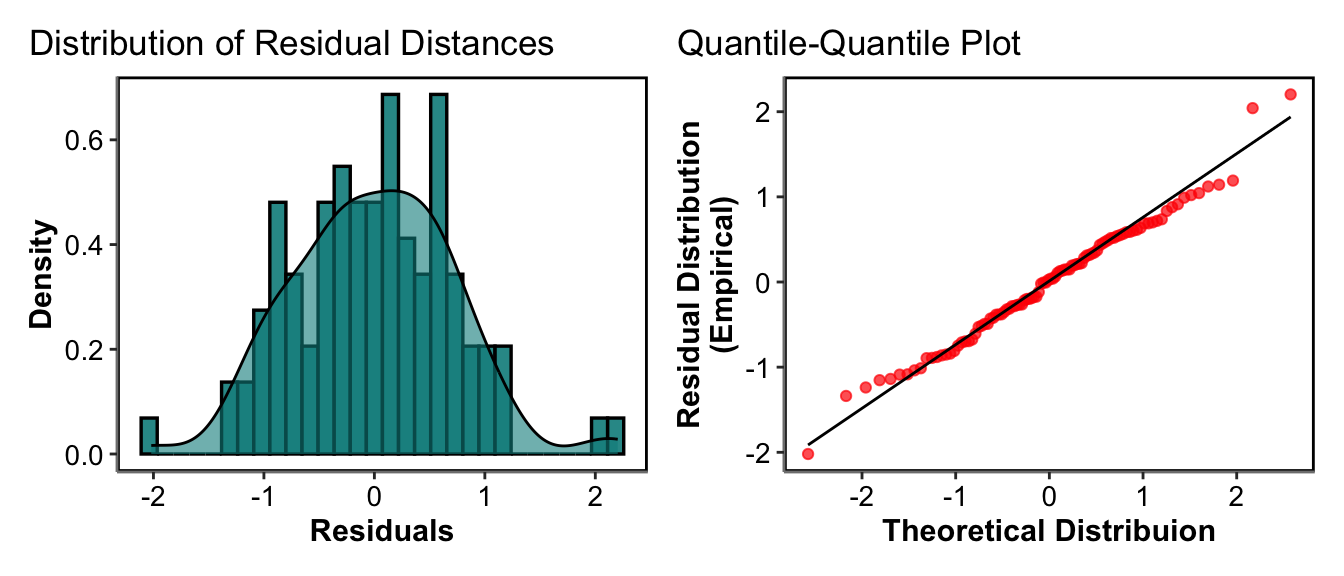 Distribution of Residual Distances
Density
0.6
0.4
0.2
0.0
-2 -1 0 1 2
Residuals
Quantile-Quantile Plot
Residual Distribution
(Empirical)
2
1
0
-1
-2
-2 -1 0 1 2
Theoretical Distribuion